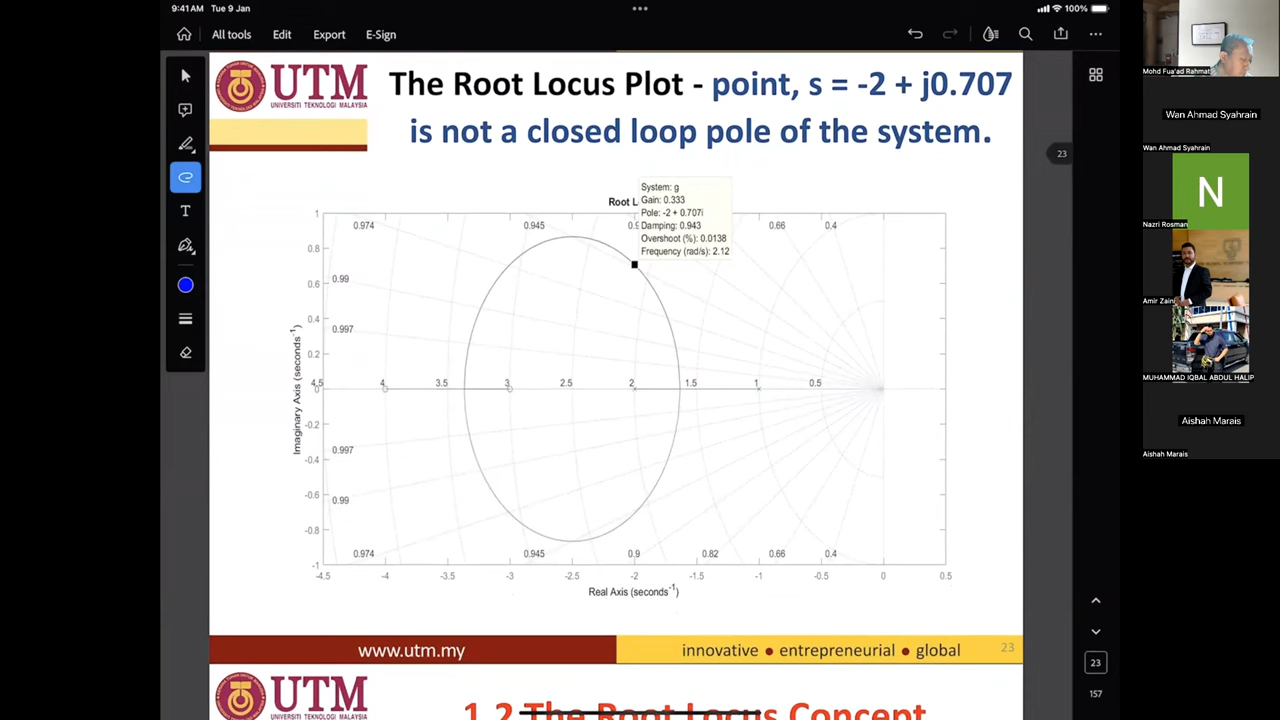 9:41 AM Tue 9 Jan
100%
All tools Edit Export E-Sign
UTM
UNIVERSITI TEKNOLOGI MALAYSIA
The Root Locus Plot - point, s = -2 + j0.707
is not a closed loop pole of the system.
23
Root L
System: g
Gain: 0.333
Pole: -2 + 0.707i
Damping: 0.943
Overshoot (%): 0.0138
Frequency (rad/s): 2.12
1
0.8
0.6
0.4
0.2
0
-0.2
-0.4
-0.6
-0.8
-1
0.974 0.945 0.9 0.66 0.4
0.99
0.997
4.5 4 3.5 3 2.5 2 1.5 1 0.5
0.997
0.99
0.974 0.945 0.9 0.82 0.66 0.4
-4.5 -4 -3.5 -3 -2.5 -2 -1.5 -1 -0.5 0 0.5
Imaginary Axis (seconds-1)
Real Axis (seconds-1)
www.utm.my
innovative ● entrepreneurial ● global
23
UTM
1.2 The Root Locus Concept
T
23
157
Mohd Fua'ad Rahmat
Wan Ahmad Syahrain
Wan Ahmad Syahrain
N
Nazri Rosman
Amir Zain
MUHAMMAD IQBAL ABDUL HALIP
Aishah Marais
Aishah Marais